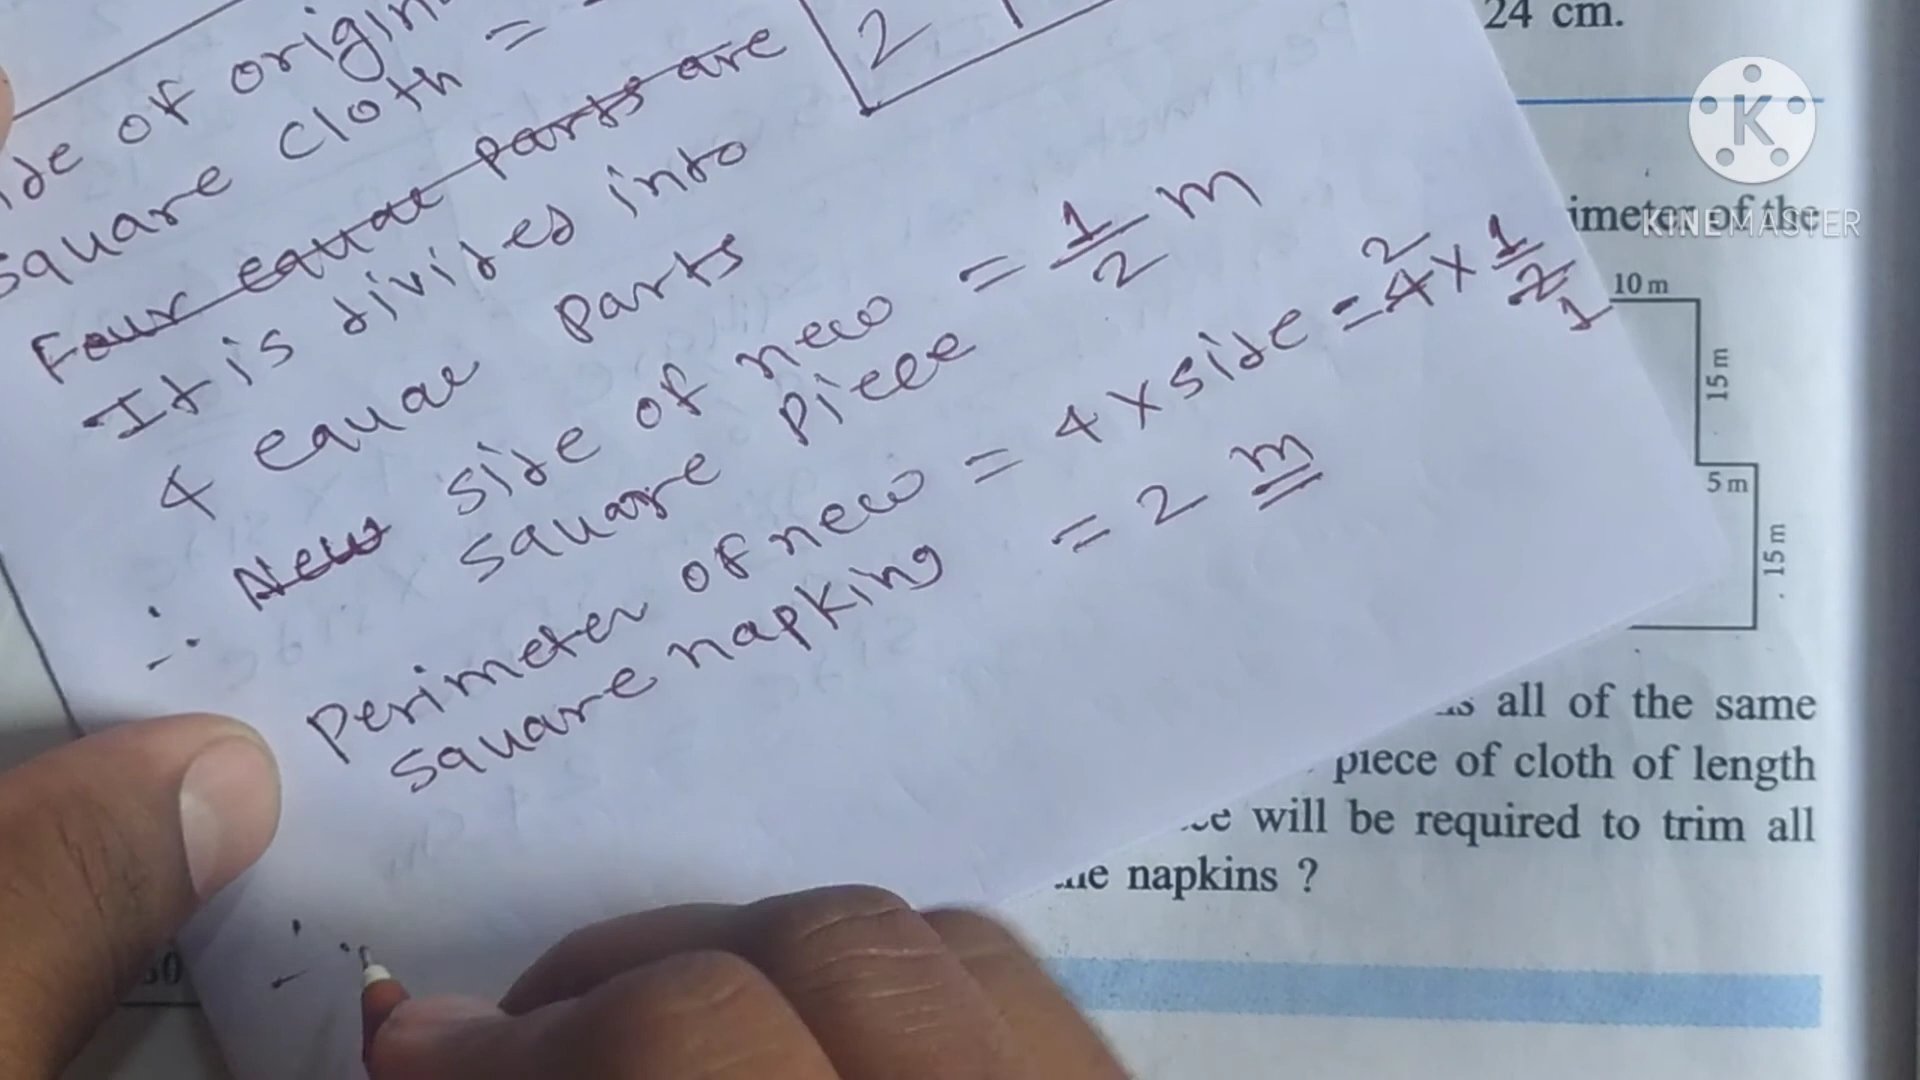 of origin
square cloth =
Four equal parts are
It is divides into
4 equal parts
∴ New side of new = 1/2 m
square piece
Perimeter of new = 4 × side = 4 2 × 1/2 1
square napking = 2 m
2
24 cm.
KINEMASTER
of the
10 m
15 m
5 m
15 m
all of the same
piece of cloth of length
will be required to trim all
napkins ?